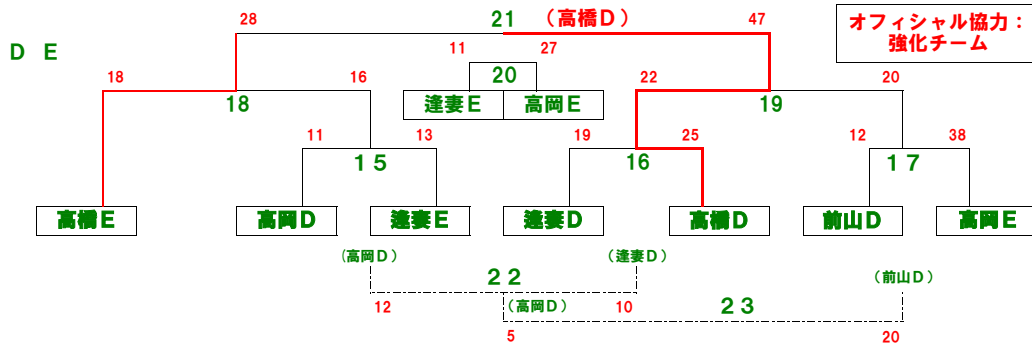 28 21 (高橋D) 47
オフィシャル協力：
強化チーム
D E
11 27
18 16 20 22 20
18 逢妻E 高岡E 19
11 13 19 25 12 38
15 16 17
高橋E 高岡D 逢妻E 逢妻D 高橋D 前山D 高岡E
(高岡D) (逢妻D)
22 (前山D)
12 (高岡D) 10 23
5 20